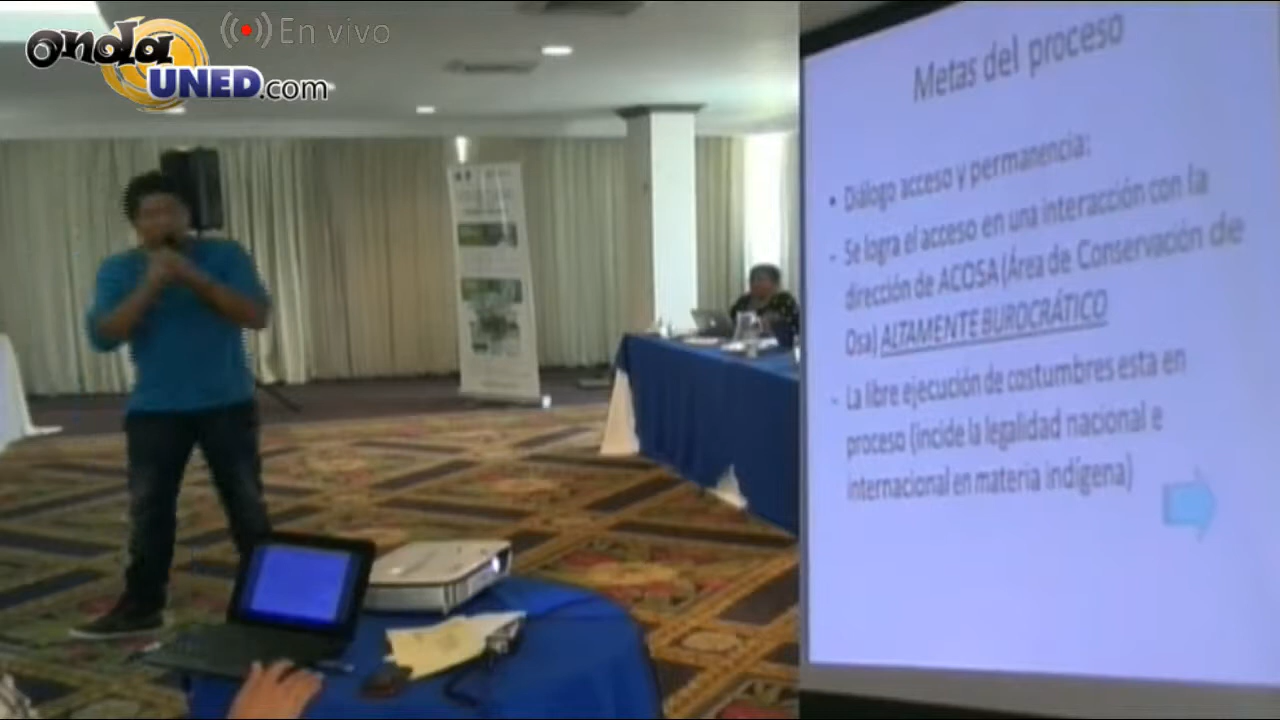 onda
UNED.com
En vivo
Metas del proceso
• Diálogo acceso y permanencia:
- Se logra el acceso en una interacción con la
dirección de ACOSA (Área de Conservación de
Osa) ALTAMENTE BUROCRÁTICO
- La libre ejecución de costumbres esta en
proceso (incide la legalidad nacional e
internacional en materia indígena)